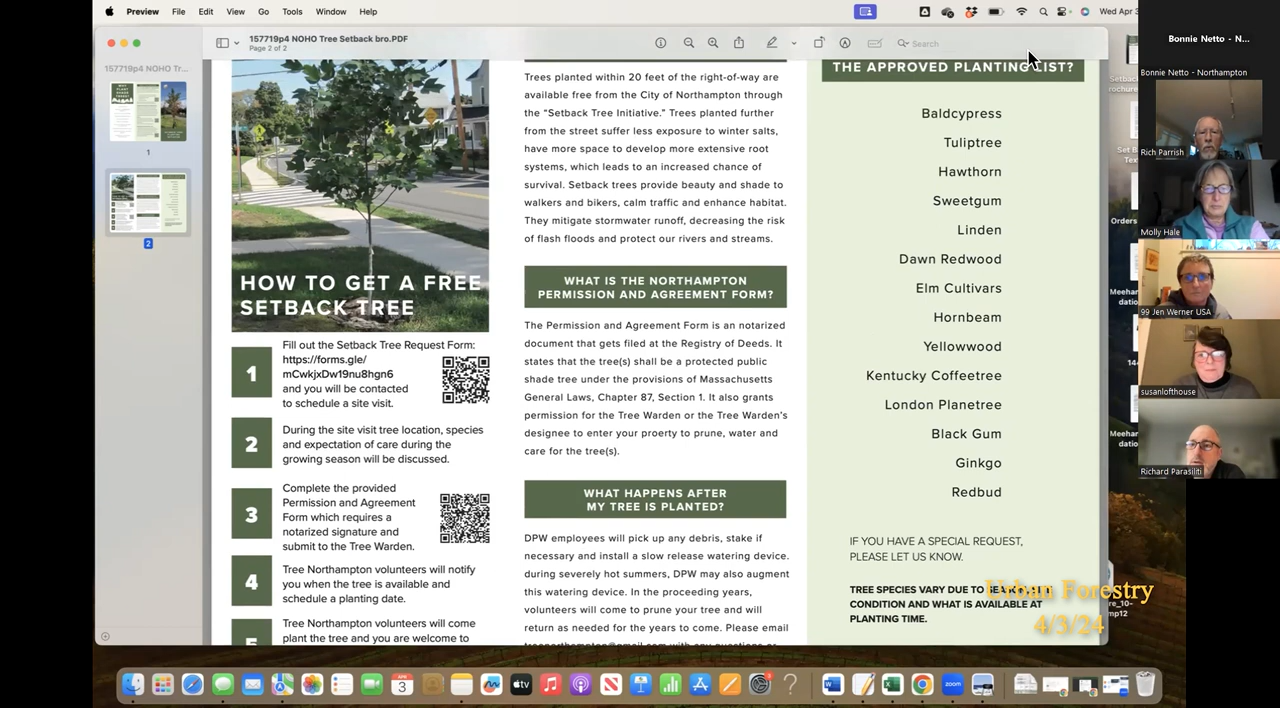 Preview File Edit View Go Tools Window Help
Wed Apr 3
157719p4 NOHO Tree Setback bro.PDF
Page 2 of 2
Search
157719p4 NOHO Tr...
1
2
HOW TO GET A FREE
SETBACK TREE
1
Fill out the Setback Tree Request Form:
https://forms.gle/
mCwkjxDw19nu8hgn6
and you will be contacted
to schedule a site visit.
2
During the site visit tree location, species
and expectation of care during the
growing season will be discussed.
3
Complete the provided
Permission and Agreement
Form which requires a
notarized signature and
submit to the Tree Warden.
4
Tree Northampton volunteers will notify
you when the tree is available and
schedule a planting date.
5
Tree Northampton volunteers will come
plant the tree and you are welcome to
Trees planted within 20 feet of the right-of-way are
available free from the City of Northampton through
the “Setback Tree Initiative.” Trees planted further
from the street suffer less exposure to winter salts,
have more space to develop more extensive root
systems, which leads to an increased chance of
survival. Setback trees provide beauty and shade to
walkers and bikers, calm traffic and enhance habitat.
They mitigate stormwater runoff, decreasing the risk
of flash floods and protect our rivers and streams.
WHAT IS THE NORTHAMPTON
PERMISSION AND AGREEMENT FORM?
The Permission and Agreement Form is an notarized
document that gets filed at the Registry of Deeds. It
states that the tree(s) shall be a protected public
shade tree under the provisions of Massachusetts
General Laws, Chapter 87, Section 1. It also grants
permission for the Tree Warden or the Tree Warden’s
designee to enter your proerty to prune, water and
care for the tree(s).
WHAT HAPPENS AFTER
MY TREE IS PLANTED?
DPW employees will pick up any debris, stake if
necessary and install a slow release watering device.
during severely hot summers, DPW may also augment
this watering device. In the proceeding years,
volunteers will come to prune your tree and will
return as needed for the years to come. Please email
THE APPROVED PLANTING LIST?
Baldcypress
Tuliptree
Hawthorn
Sweetgum
Linden
Dawn Redwood
Elm Cultivars
Hornbeam
Yellowwood
Kentucky Coffeetree
London Planetree
Black Gum
Ginkgo
Redbud
IF YOU HAVE A SPECIAL REQUEST,
PLEASE LET US KNOW.
TREE SPECIES VARY DUE TO
CONDITION AND WHAT IS AVAILABLE AT
PLANTING TIME.
Urban Forestry
4/3/24
Bonnie Netto - N...
Bonnie Netto - Northampton
Rich Parrish
Molly Hale
99 Jen Werner USA
susanlofthouse
Richard Parasiliti
3
tv
zoom